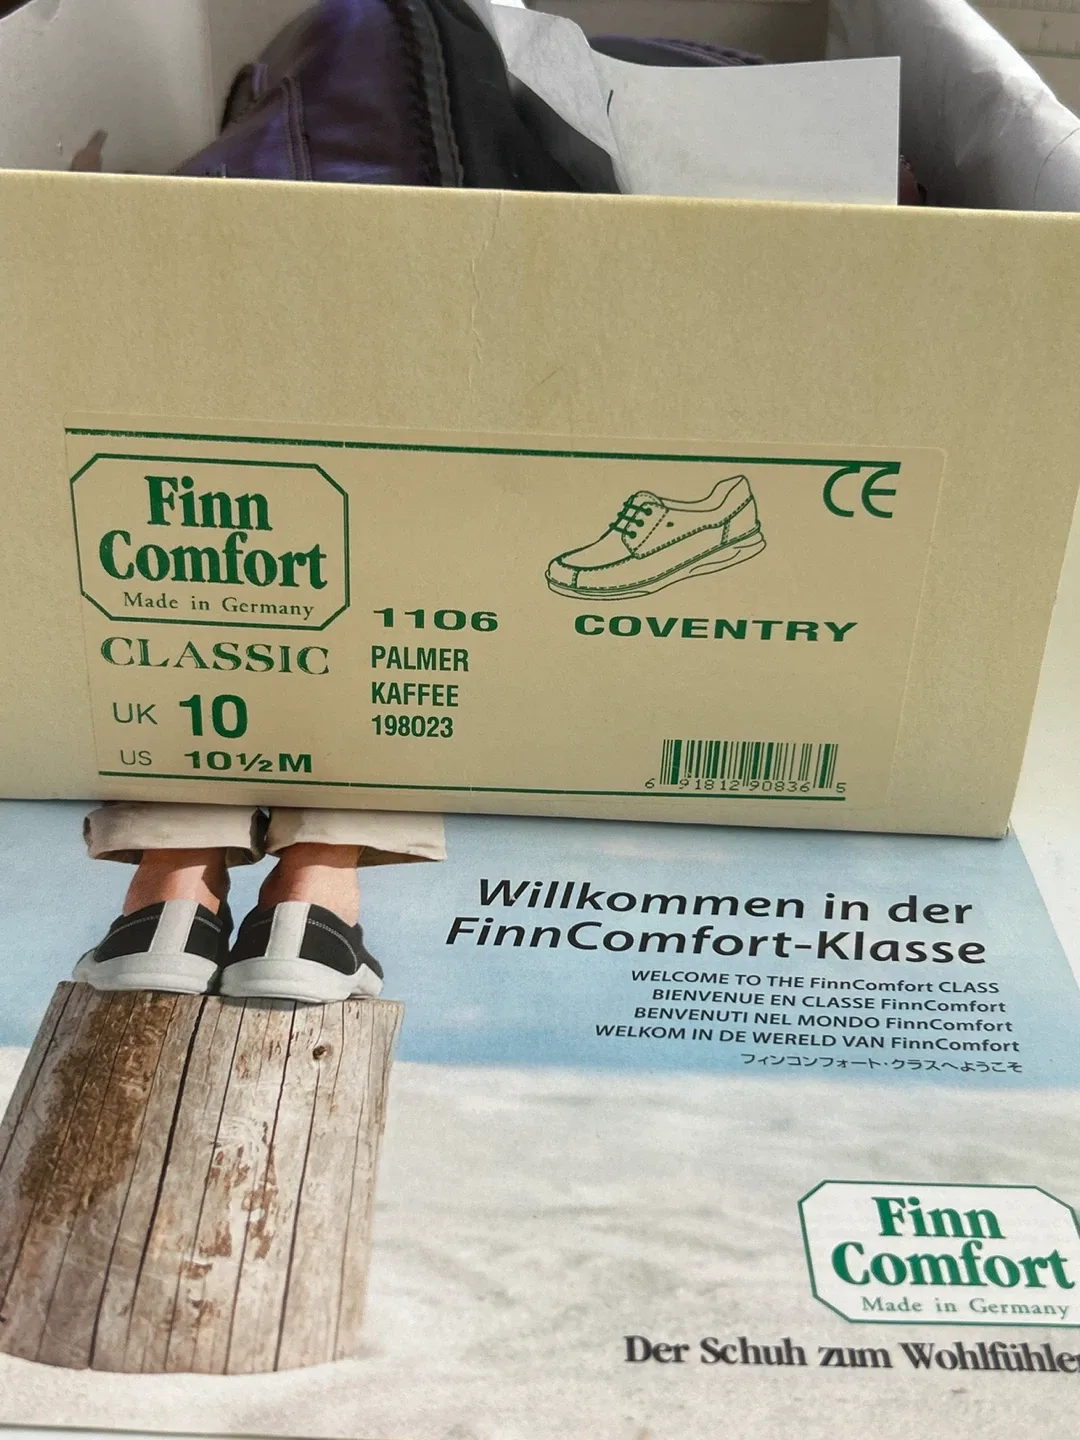 Finn
Comfort
Made in Germany
CLASSIC
UK 10
US 10½M
1106
PALMER
KAFFEE
198023
CE
COVENTRY
6 91812 90836 5
Willkommen in der
FinnComfort-Klasse
WELCOME TO THE FinnComfort CLASS
BIENVENUE EN CLASSE FinnComfort
BENVENUTI NEL MONDO FinnComfort
WELKOM IN DE WERELD VAN FinnComfort
フィンコンフォート・クラスへようこそ
Finn
Comfort
Made in Germany
Der Schuh zum Wohlfühle